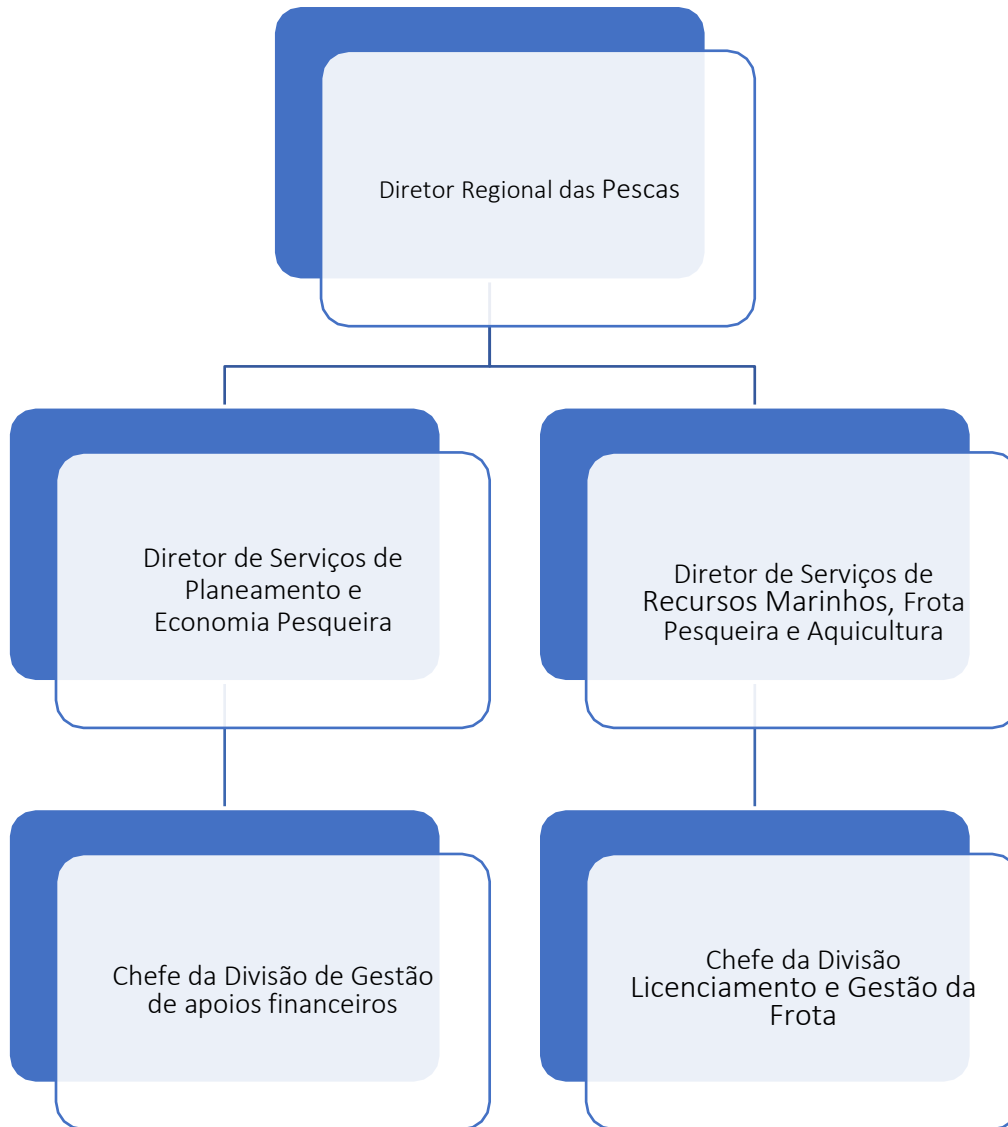 Diretor Regional das Pescas
Diretor de Serviços de
Planeamento e
Economia Pesqueira
Diretor de Serviços de
Recursos Marinhos, Frota
Pesqueira e Aquicultura
Chefe da Divisão de Gestão
de apoios financeiros
Chefe da Divisão
Licenciamento e Gestão da
Frota